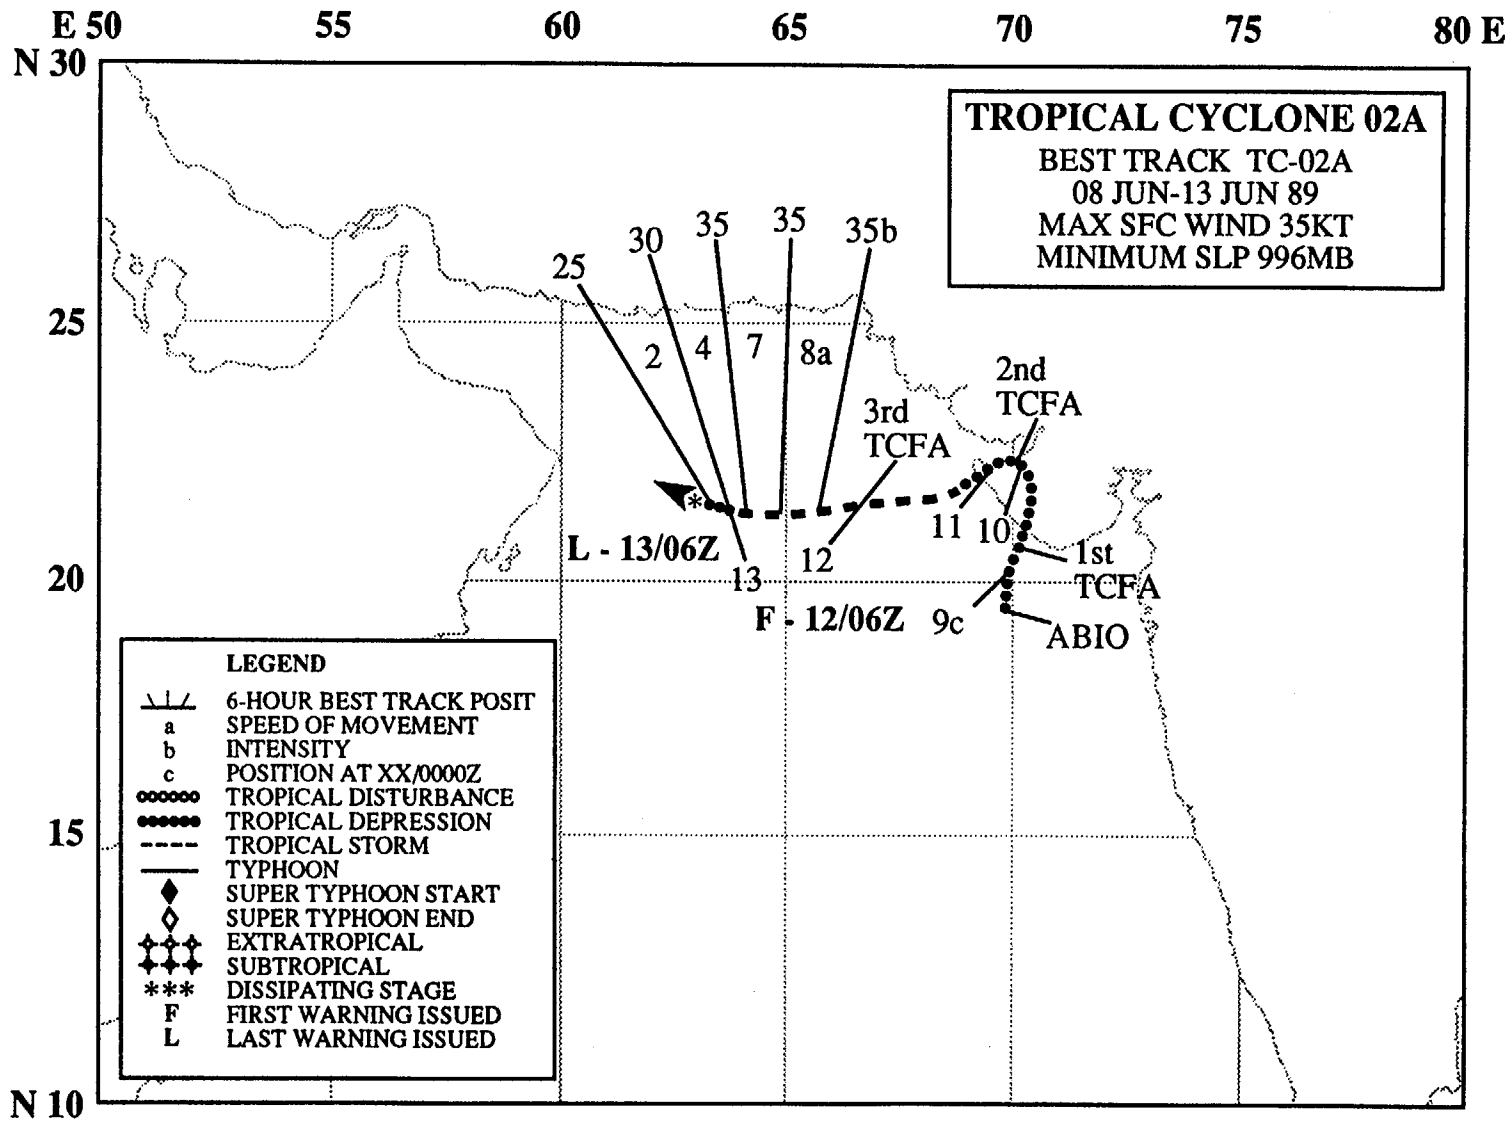 E 50 55 60 65 70 75 80 E
N 30
TROPICAL CYCLONE 02A
BEST TRACK TC-02A
08 JUN-13 JUN 89
MAX SFC WIND 35KT
MINIMUM SLP 996MB
25 30 35 35 35b
25
2 4 7 8a
2nd
TCFA
3rd
TCFA
11 10
L - 13/06Z
12
13
1st
TCFA
20
F - 12/06Z
9c
ABIO
LEGEND
6-HOUR BEST TRACK POSIT
a SPEED OF MOVEMENT
b INTENSITY
c POSITION AT XX/0000Z
TROPICAL DISTURBANCE
TROPICAL DEPRESSION
TROPICAL STORM
TYPHOON
SUPER TYPHOON START
SUPER TYPHOON END
EXTRATROPICAL
SUBTROPICAL
*** DISSIPATING STAGE
F FIRST WARNING ISSUED
L LAST WARNING ISSUED
15
N 10